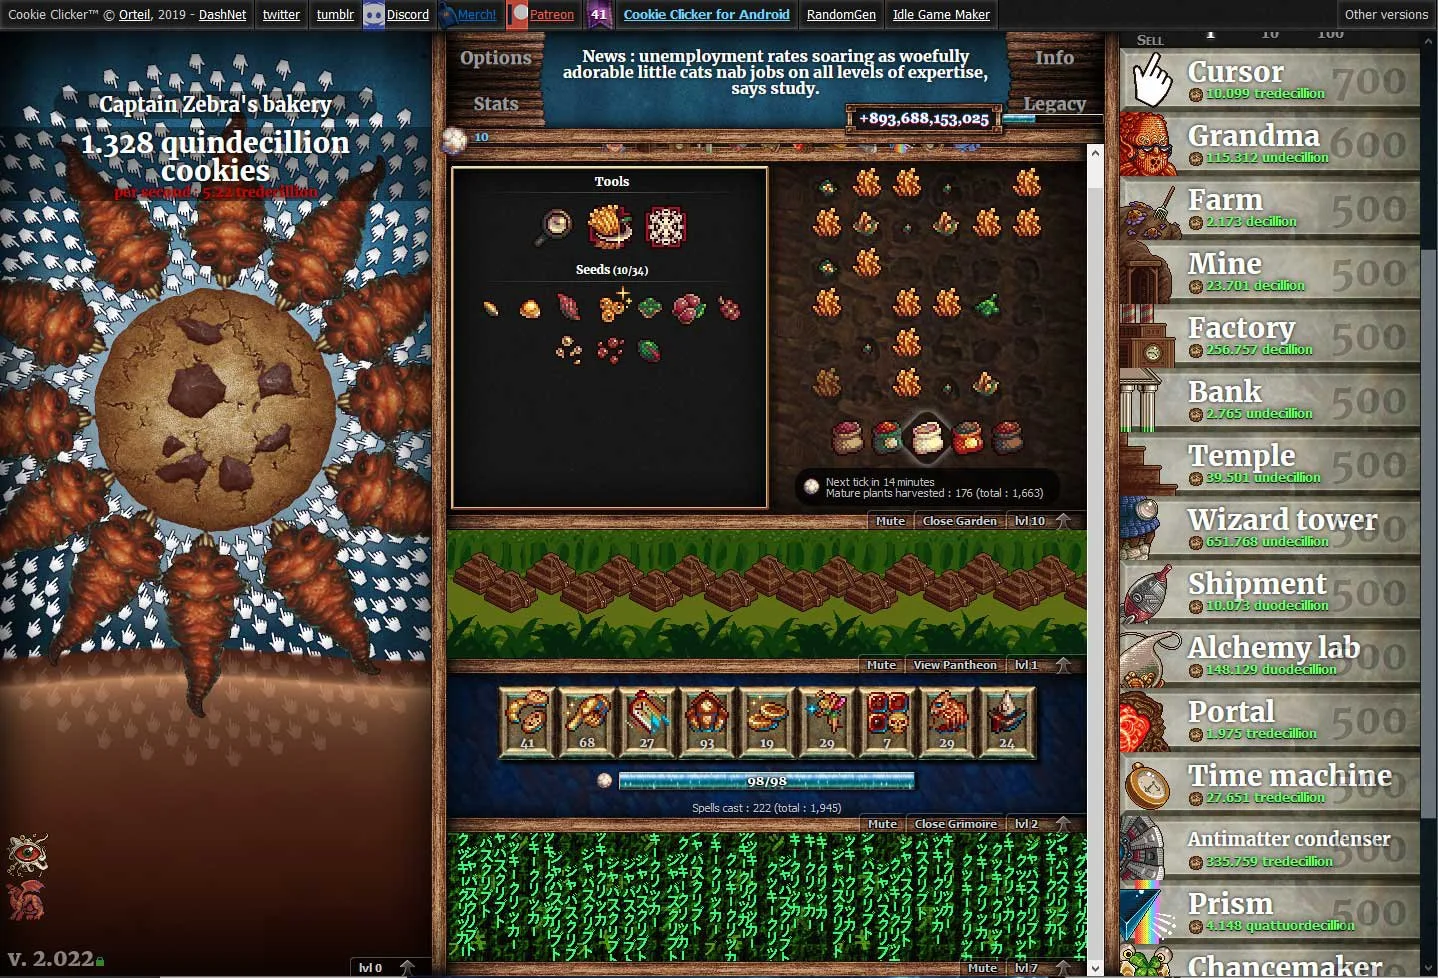 Cookie Clicker™ © Orteil, 2019 - DashNet
twitter
tumblr
Discord
Merch!
Patreon
41
Cookie Clicker for Android
RandomGen
Idle Game Maker
Other versions
Captain Zebra's bakery
1.328 quindecillion
cookies
per second : 5.22 tredecillion
v. 2.022
lvl 0
Options
Stats
News : unemployment rates soaring as woefully
adorable little cats nab jobs on all levels of expertise,
says study.
Info
Legacy
+893,688,153,025
10
Tools
Seeds (10/34)
Next tick in 14 minutes
Mature plants harvested : 176 (total : 1,663)
Mute
Close Garden
lvl 10
Mute
View Pantheon
lvl 1
41
68
27
93
19
29
7
29
24
98/98
Spells cast : 222 (total : 1,945)
Mute
Close Grimoire
lvl 2
Mute
lvl 7
SELL
1
10
100
Cursor
10.099 tredecillion
700
Grandma
115.312 undecillion
600
Farm
2.173 decillion
500
Mine
23.701 decillion
500
Factory
256.757 decillion
500
Bank
2.765 undecillion
500
Temple
39.501 undecillion
500
Wizard tower
651.768 undecillion
500
Shipment
10.073 duodecillion
500
Alchemy lab
148.129 duodecillion
500
Portal
1.975 tredecillion
500
Time machine
27.651 tredecillion
500
Antimatter condenser
335.759 tredecillion
500
Prism
4.148 quattuordecillion
500
Chancemaker